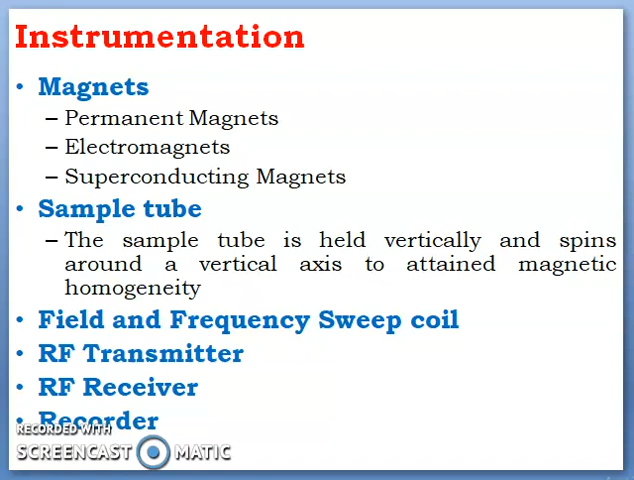 Instrumentation
• Magnets
– Permanent Magnets
– Electromagnets
– Superconducting Magnets
• Sample tube
– The sample tube is held vertically and spins
around a vertical axis to attained magnetic
homogeneity
• Field and Frequency Sweep coil
• RF Transmitter
• RF Receiver
• Recorder
RECORDED WITH
SCREENCAST MATIC